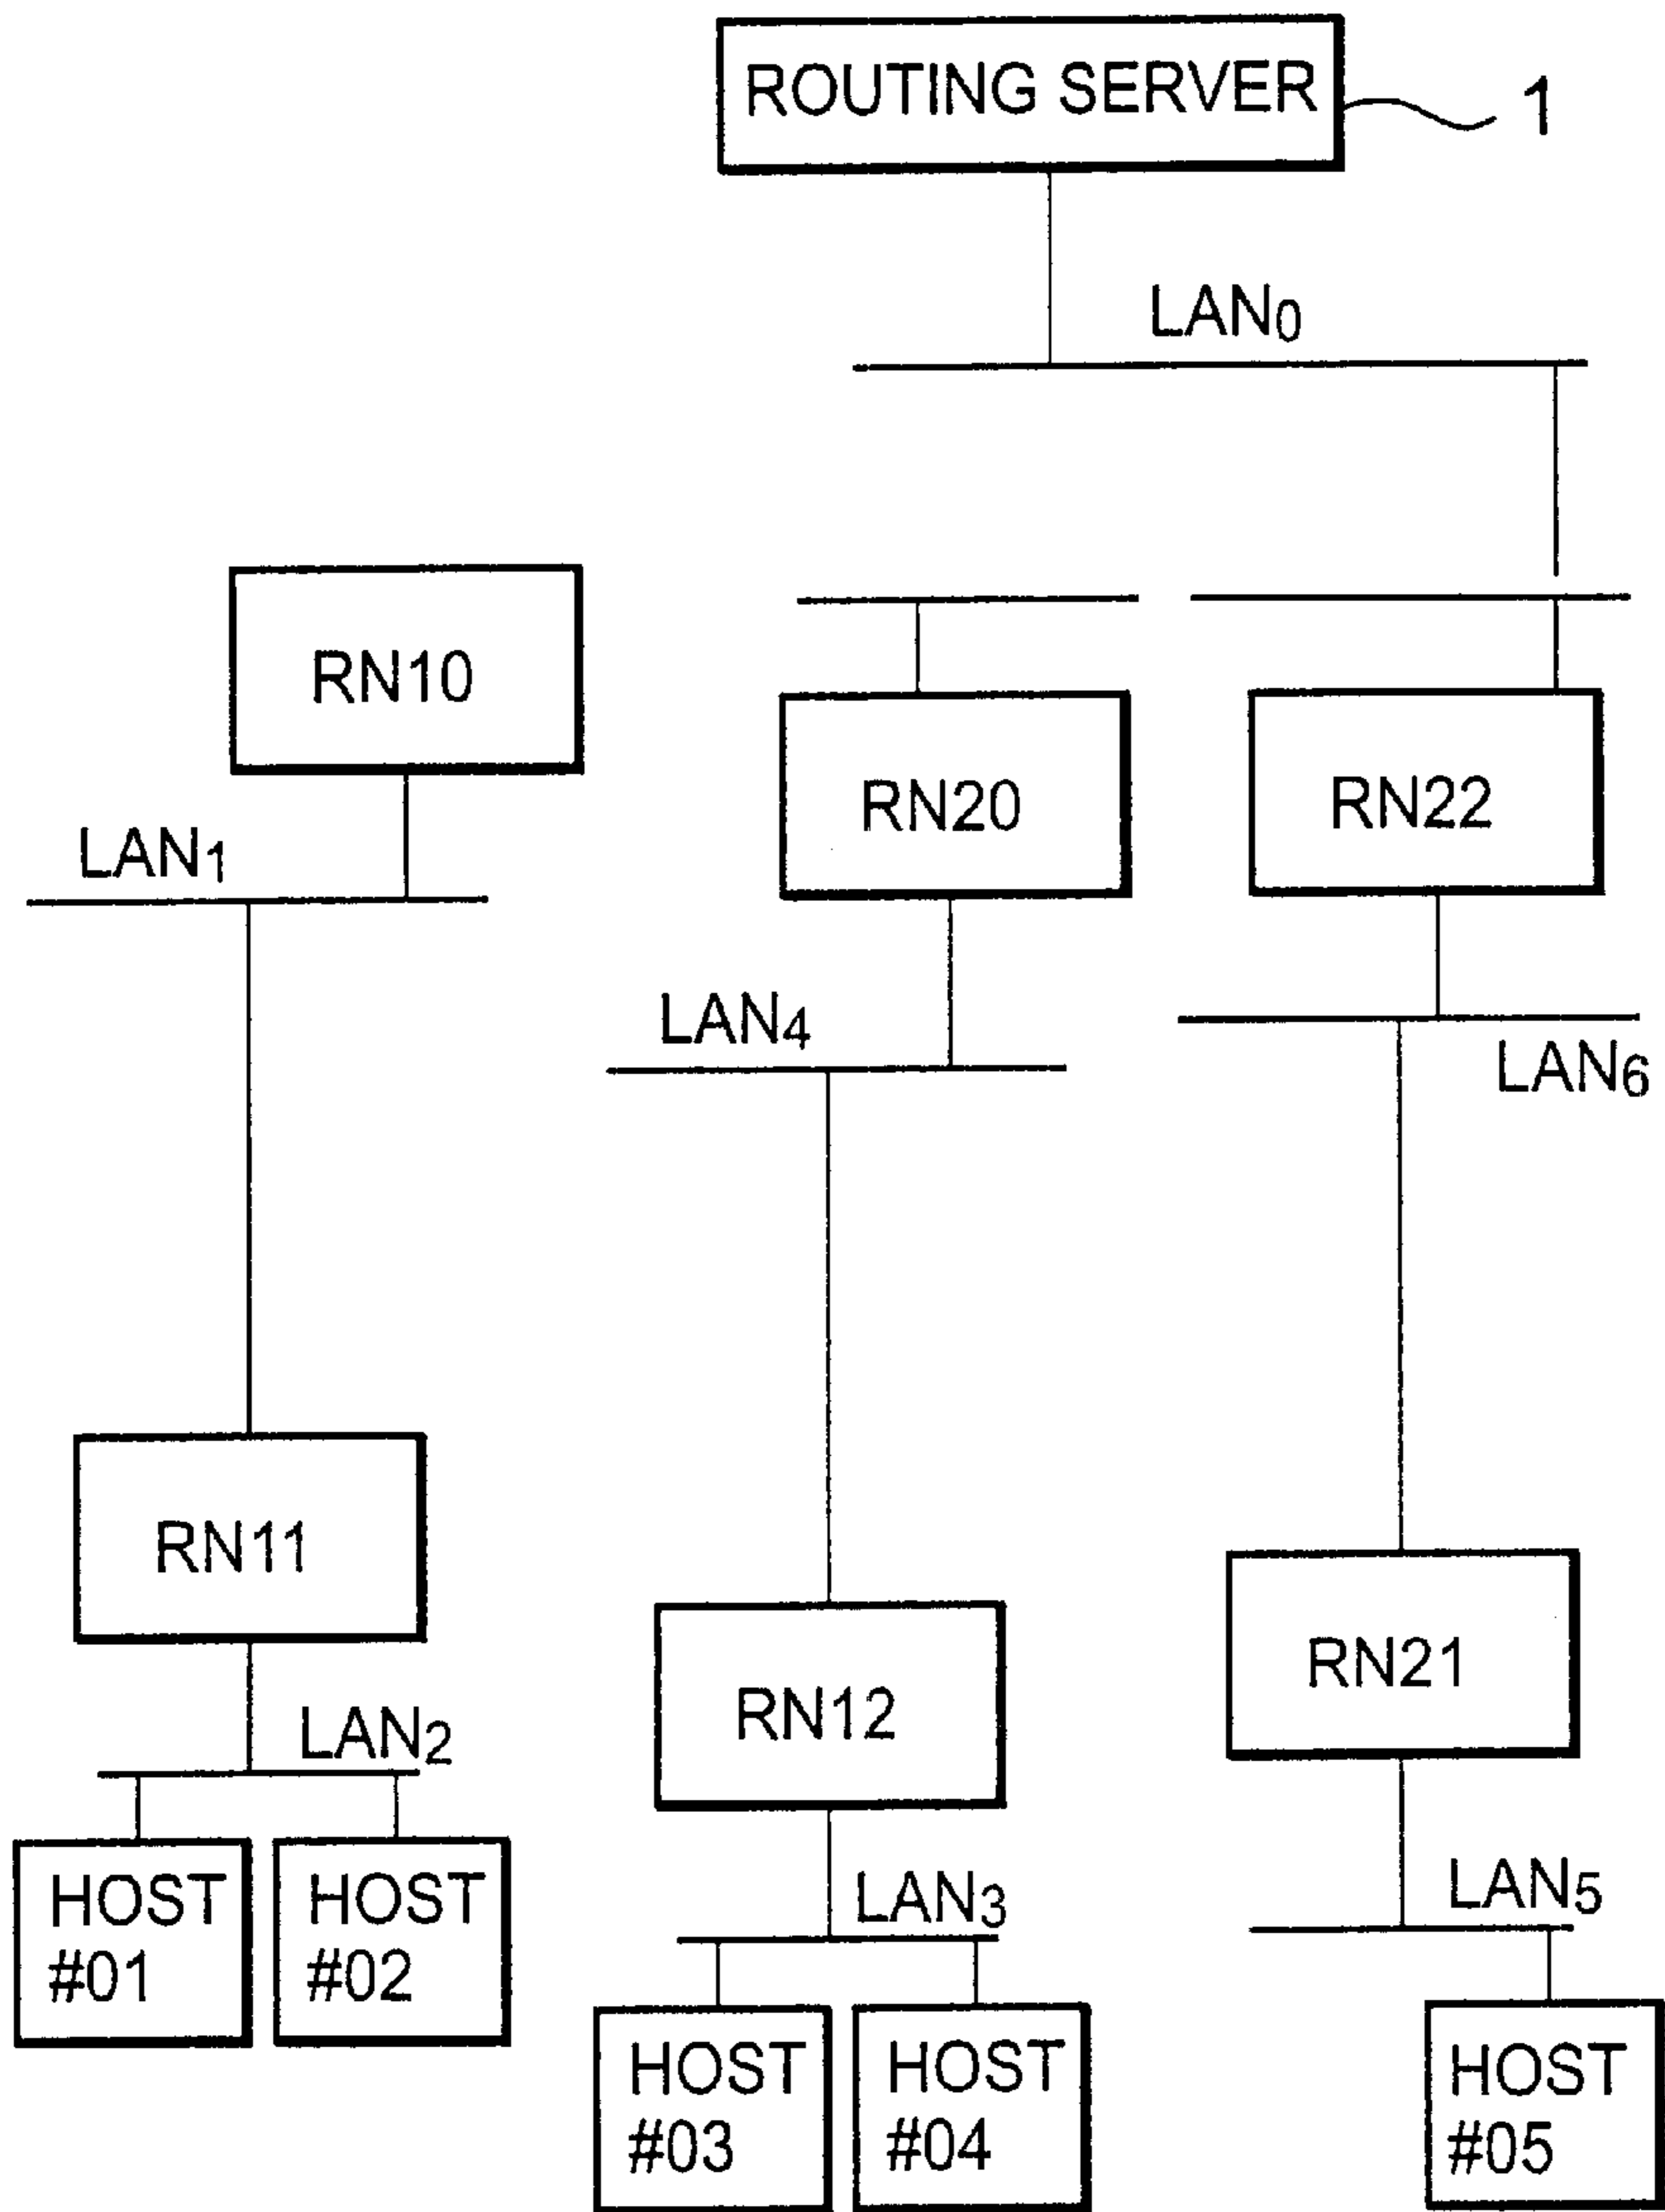 ROUTING SERVER
1
LAN0
RN10
RN20
RN22
LAN1
LAN4
LAN6
RN11
RN21
RN12
LAN2
HOST
#01
HOST
#02
LAN3
LAN5
HOST
#03
HOST
#04
HOST
#05